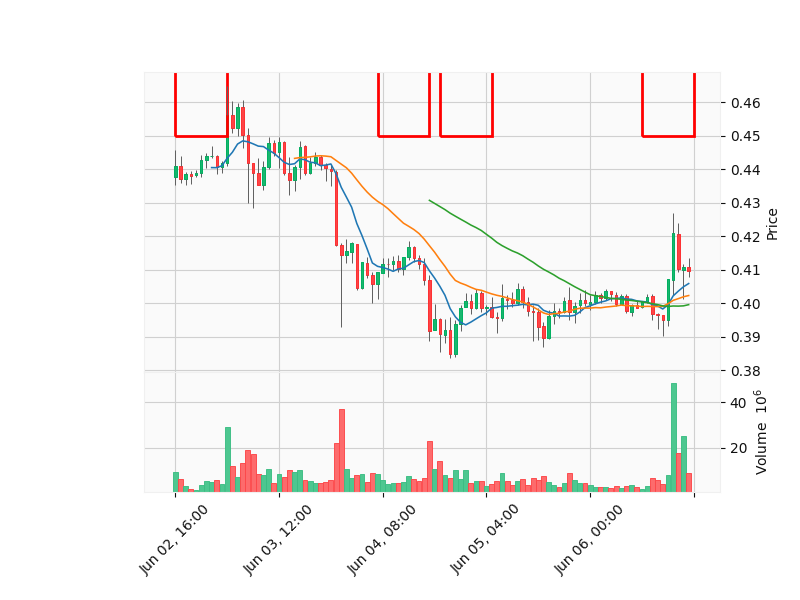 0.46
0.45
0.44
0.43
0.42
0.41
0.40
0.39
0.38
Price
40
20
Volume 10^6
Jun 02, 16:00
Jun 03, 12:00
Jun 04, 08:00
Jun 05, 04:00
Jun 06, 00:00